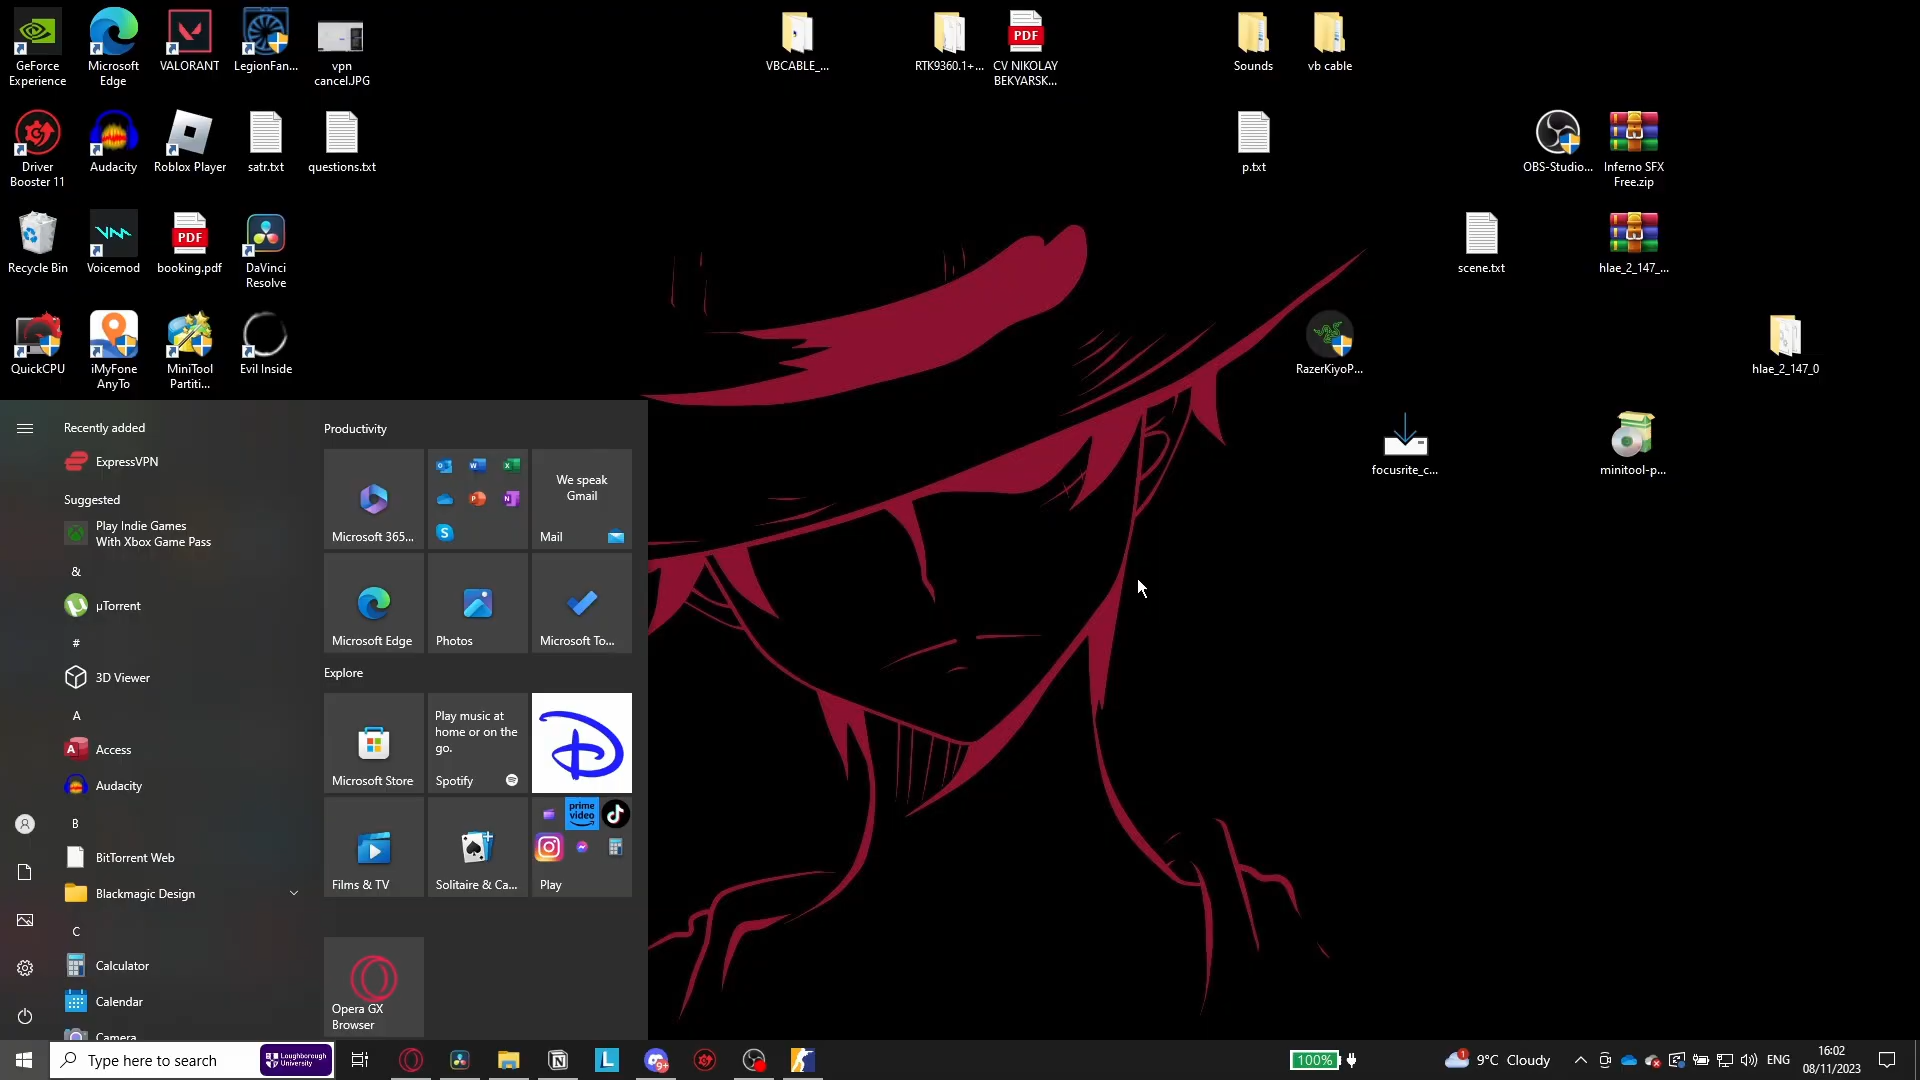 GeForce
Experience
Microsoft
Edge
VALORANT
LegionFan...
vpn
cancel.JPG
VBCABLE_...
RTK9360.1+...
PDF
CV NIKOLAY
BEKYARSK...
Sounds
vb cable
Driver
Booster 11
Audacity
Roblox Player
satr.txt
questions.txt
p.txt
OBS-Studio...
Inferno SFX
Free.zip
Recycle Bin
Voicemod
PDF
booking.pdf
DaVinci
Resolve
scene.txt
hlae_2_147_...
QuickCPU
iMyFone
AnyTo
MiniTool
Partiti...
Evil Inside
RazerKiyoP...
hlae_2_147_0
focusrite_c...
minitool-p...
Recently added
ExpressVPN
Suggested
Play Indie Games
With Xbox Game Pass
&
µTorrent
#
3D Viewer
A
Access
Audacity
B
BitTorrent Web
Blackmagic Design
C
Calculator
Calendar
Camera
Productivity
Microsoft 365...
We speak
Gmail
Mail
Microsoft Edge
Photos
Microsoft To...
Explore
Microsoft Store
Play music at
home or on the
go.
Spotify
Films & TV
Solitaire & Ca...
prime
video
Play
Opera GX
Browser
Type here to search
Loughborough
University
9+
100%
1
9°C Cloudy
ENG
16:02
08/11/2023